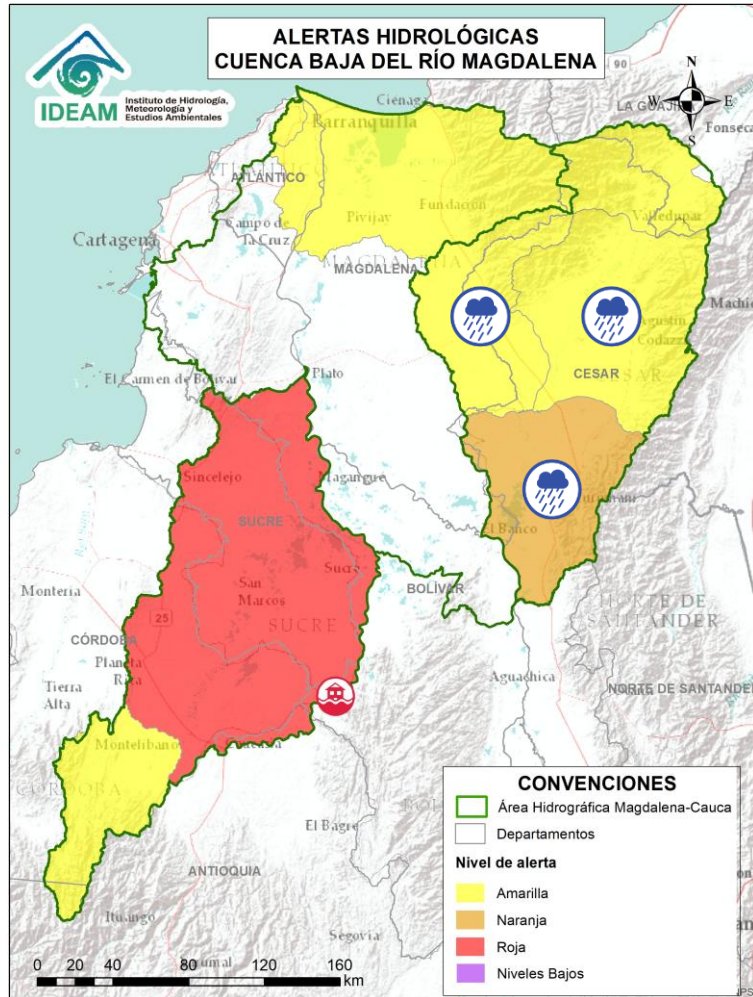 ALERTAS HIDROLÓGICAS
CUENCA BAJA DEL RÍO MAGDALENA
IDEAM
Instituto de Hidrología,
Meteorología y
Estudios Ambientales
90
N
W
E
S
Ciénaga
LA GUAJI
Fonseca
Barranquilla
ATLÁNTICO
Pivijay
Fundación
Valledupar
Cartagena
Campo de
la Cruz
MAGDALENA
Agustín
Codazzi
CESAR
El Carmen de Bolívar
Plato
Sincelejo
Magangue
SUCRE
El Banco
San
Marcos
Sucre
SUCRE
BOLÍVAR
Montería
25
NORTE DE
SANTANDER
CÓRDOBA
Planeta
Rica
Aguachica
NORTE DE SANTANDER
Tierra
Alta
Montelibano
CÓRDOBA
El Bagre
ANTIOQUIA
Ituango
Segovia
0 20 40 80 120 160
km
CONVENCIONES
Área Hidrográfica Magdalena-Cauca
Departamentos
Nivel de alerta
Amarilla
Naranja
Roja
Niveles Bajos